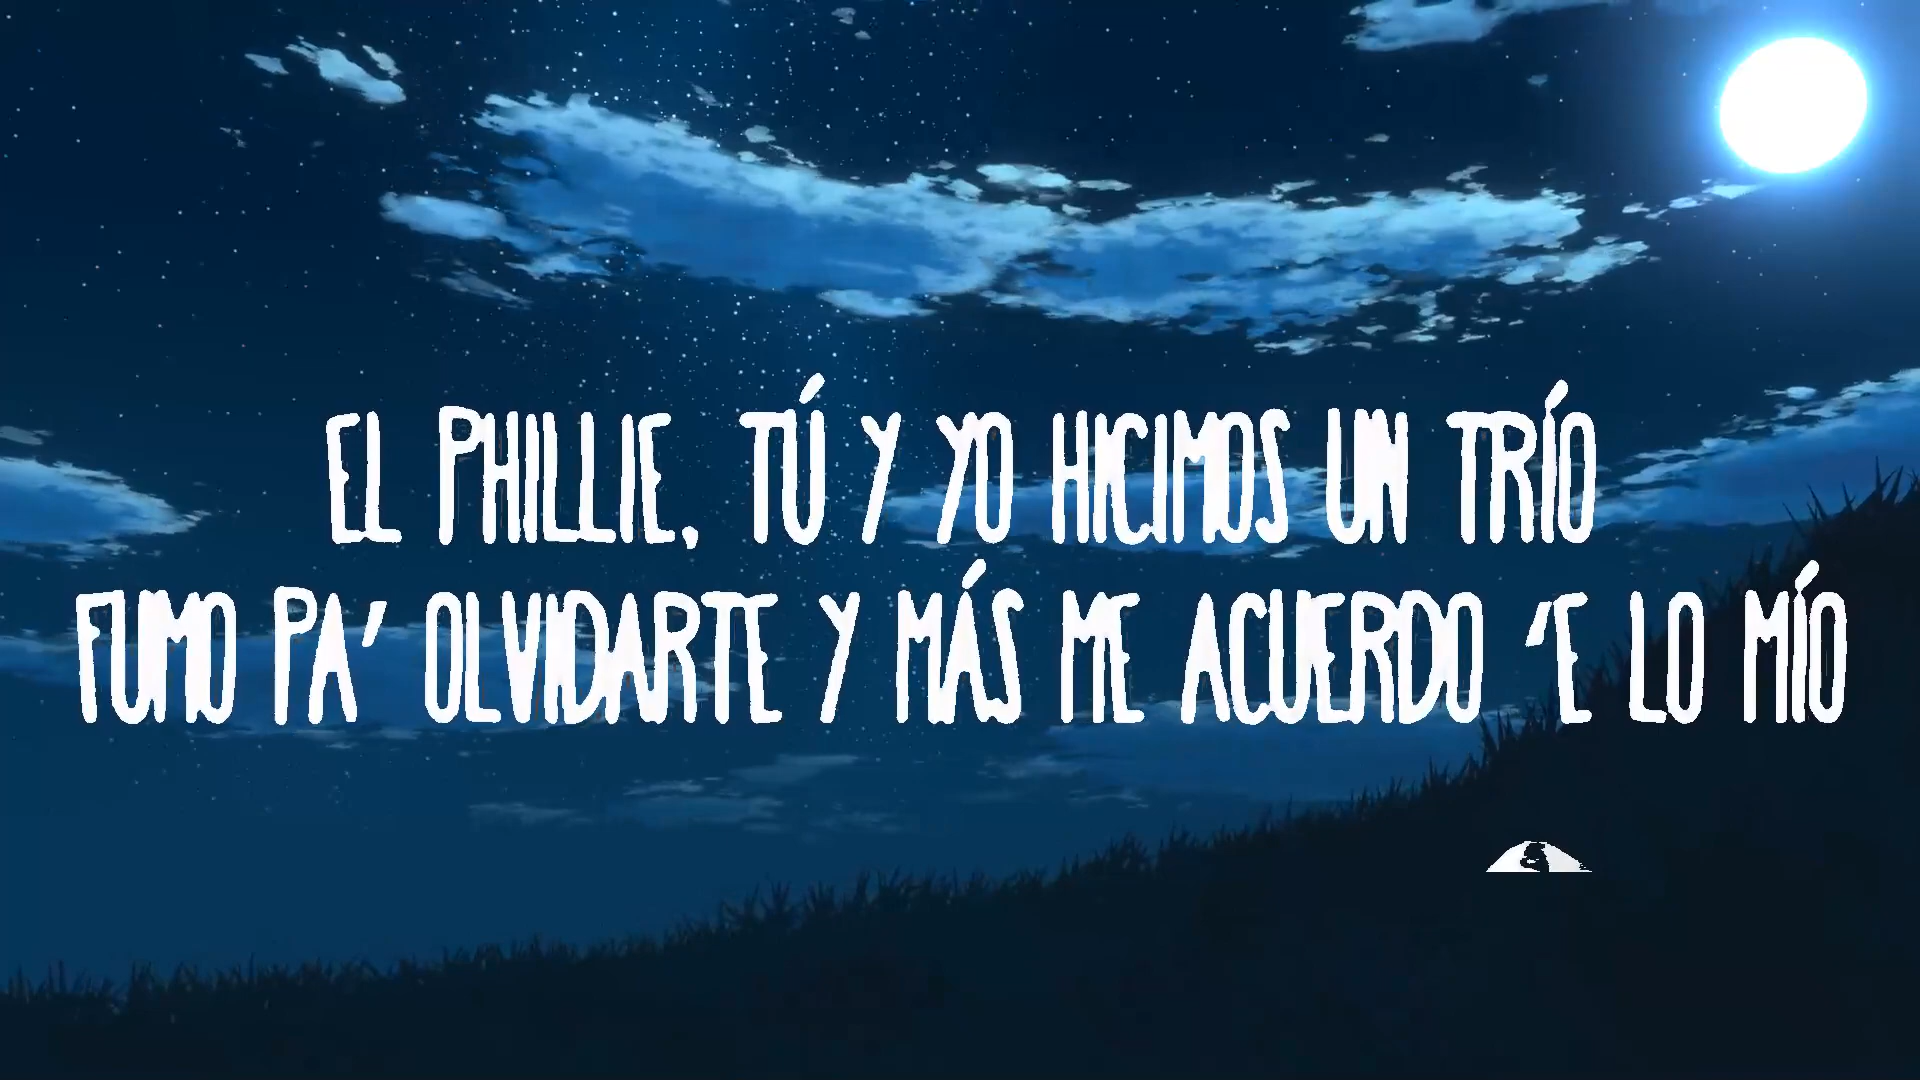 EL PHILLIE, TÚ Y YO HICIMOS UN TRÍO
FUMO PA' OLVIDARTE Y MÁS ME ACUERDO 'E LO MÍO